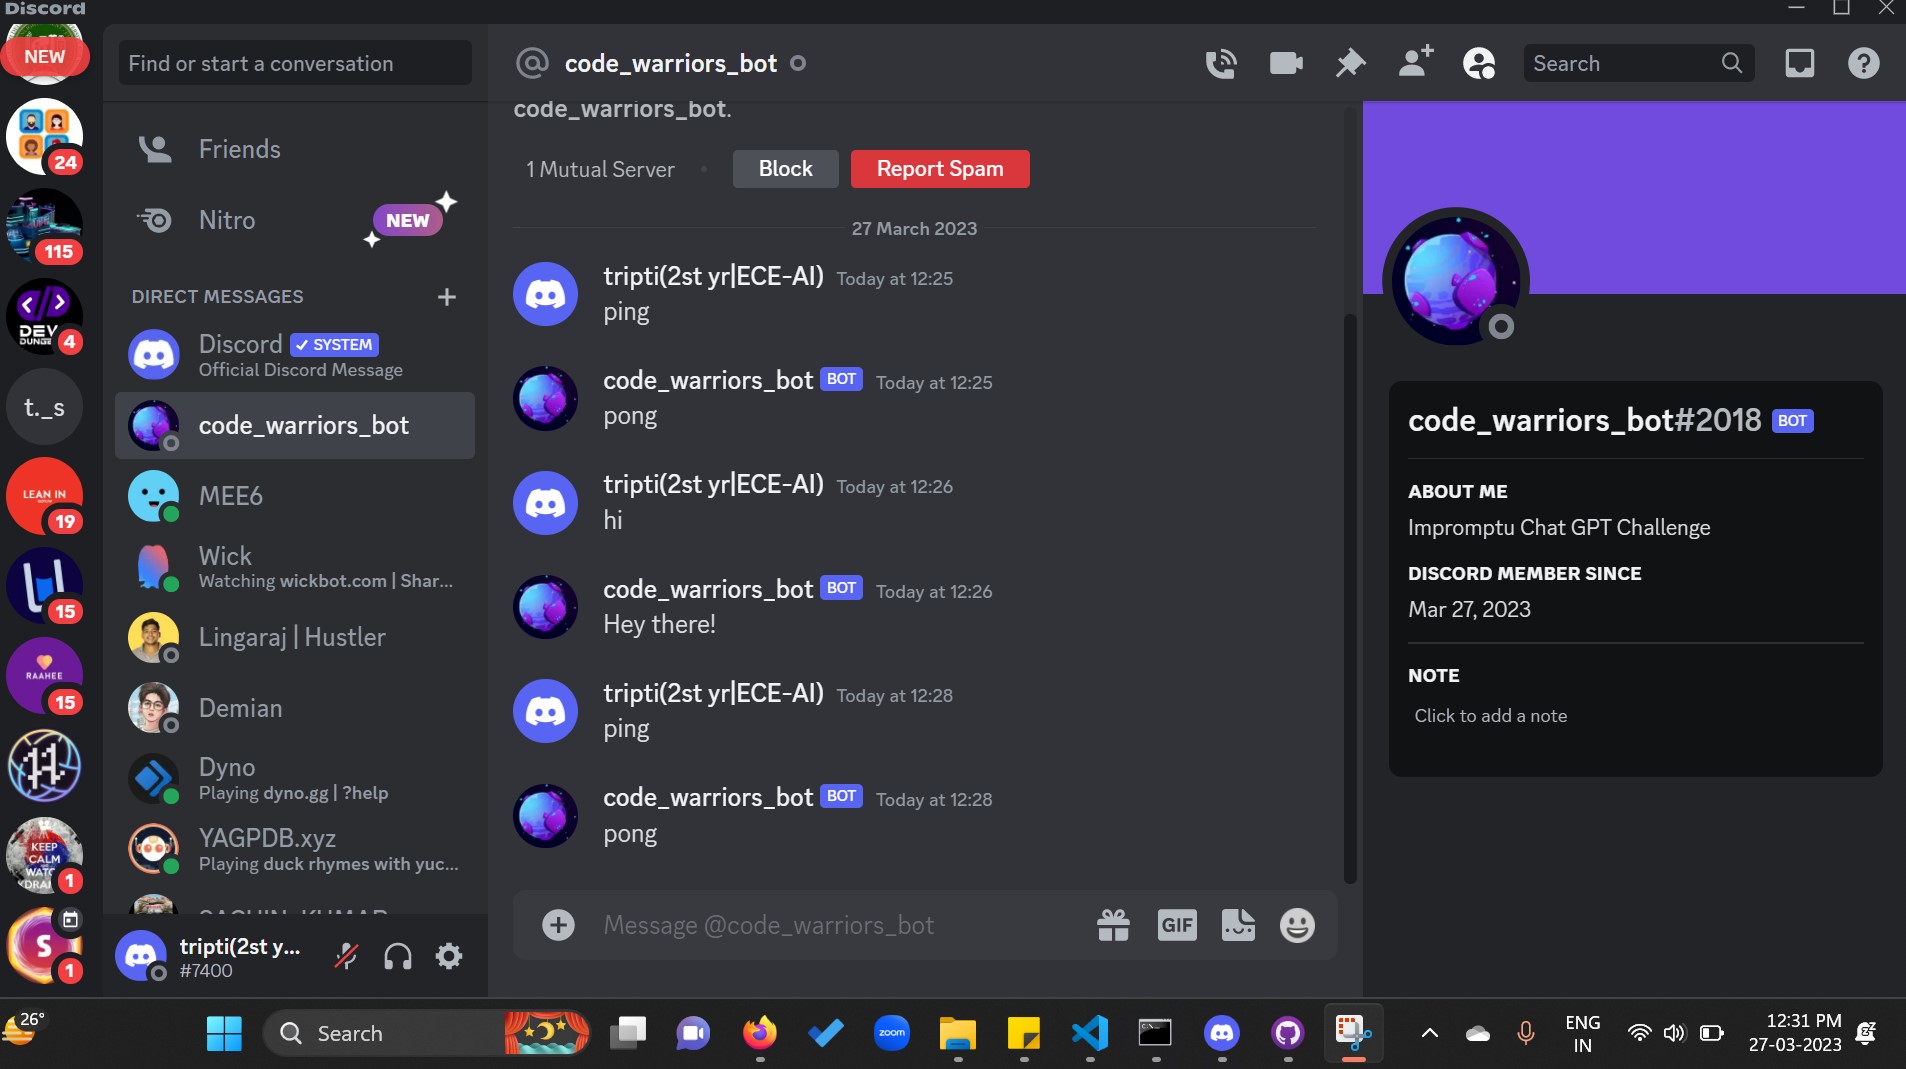 Discord
NEW
24
115
DEV
DUNGE
4
t._s
LEAN IN
19
15
RAAHEE
15
KEEP
CALM
WATC
KDRAM
1
S
1
Find or start a conversation
Friends
Nitro
NEW
DIRECT MESSAGES
Discord SYSTEM
Official Discord Message
code_warriors_bot
MEE6
Wick
Watching wickbot.com | Shar...
Lingaraj | Hustler
Demian
Dyno
Playing dyno.gg | ?help
YAGPDB.xyz
Playing duck rhymes with yuc...
SACHIN_KUMAR
tripti(2st y...
#7400
code_warriors_bot
Search
code_warriors_bot.
1 Mutual Server
Block
Report Spam
27 March 2023
tripti(2st yr|ECE-AI) Today at 12:25
ping
code_warriors_bot BOT Today at 12:25
pong
tripti(2st yr|ECE-AI) Today at 12:26
hi
code_warriors_bot BOT Today at 12:26
Hey there!
tripti(2st yr|ECE-AI) Today at 12:28
ping
code_warriors_bot BOT Today at 12:28
pong
Message @code_warriors_bot
GIF
code_warriors_bot#2018 BOT
ABOUT ME
Impromptu Chat GPT Challenge
DISCORD MEMBER SINCE
Mar 27, 2023
NOTE
Click to add a note
26°
Search
zoom
ENG
IN
12:31 PM
27-03-2023